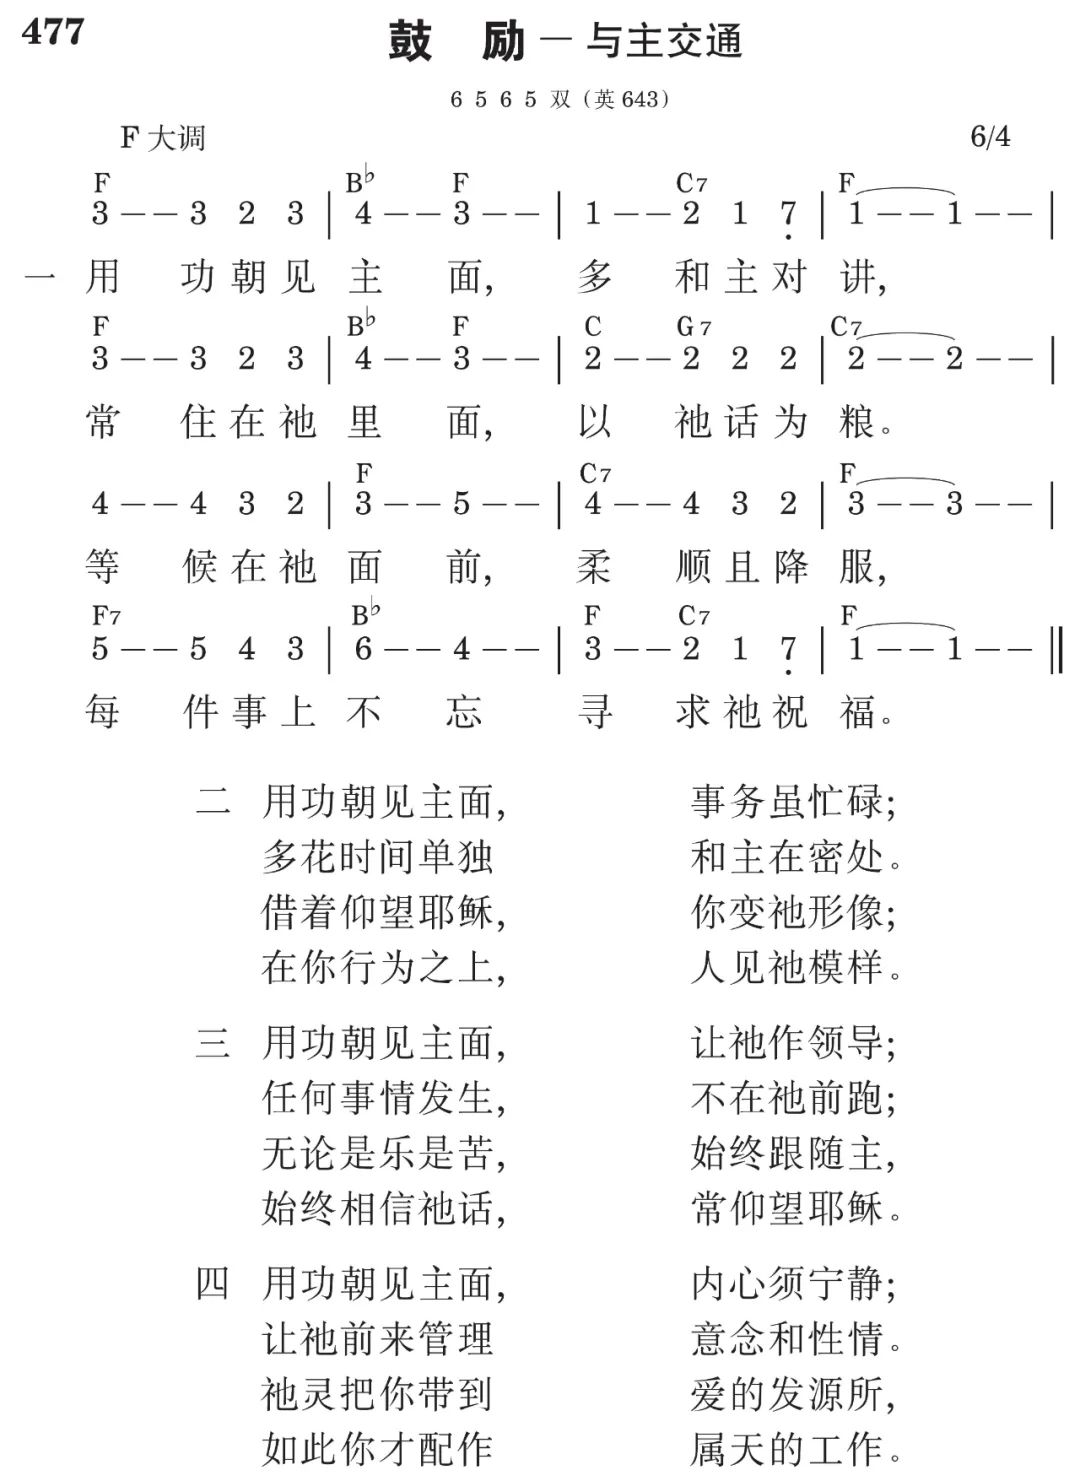 477
鼓 励 — 与主交通
6 5 6 5 双 (英 643)
F 大调 6/4
F B♭ F C7 F
3 — — 3 2 3 | 4 — — 3 — — | 1 — — 2 1 7̣ | 1 — — 1 — — |
一 用 功 朝 见 主 面, 多 和 主 对 讲,
F B♭ F C G7 C7
3 — — 3 2 3 | 4 — — 3 — — | 2 — — 2 2 2 | 2 — — 2 — — |
常 住 在 祂 里 面, 以 祂 话 为 粮。
F C7 F
4 — — 4 3 2 | 3 — — 5 — — | 4 — — 4 3 2 | 3 — — 3 — — |
等 候 在 祂 面 前, 柔 顺 且 降 服,
F7 B♭ F C7 F
5 — — 5 4 3 | 6 — — 4 — — | 3 — — 2 1 7̣ | 1 — — 1 — — ‖
每 件 事 上 不 忘 寻 求 祂 祝 福。
二 用功朝见主面, 事务虽忙碌;
多花时间单独 和主在密处。
借着仰望耶稣, 你变祂形像;
在你行为之上, 人见祂模样。
三 用功朝见主面, 让祂作领导;
任何事情发生, 不在祂前跑;
无论是乐是苦, 始终跟随主,
始终相信祂话, 常仰望耶稣。
四 用功朝见主面, 内心须宁静;
让祂前来管理 意念和性情。
祂灵把你带到 爱的发源所,
如此你才配作 属天的工作。